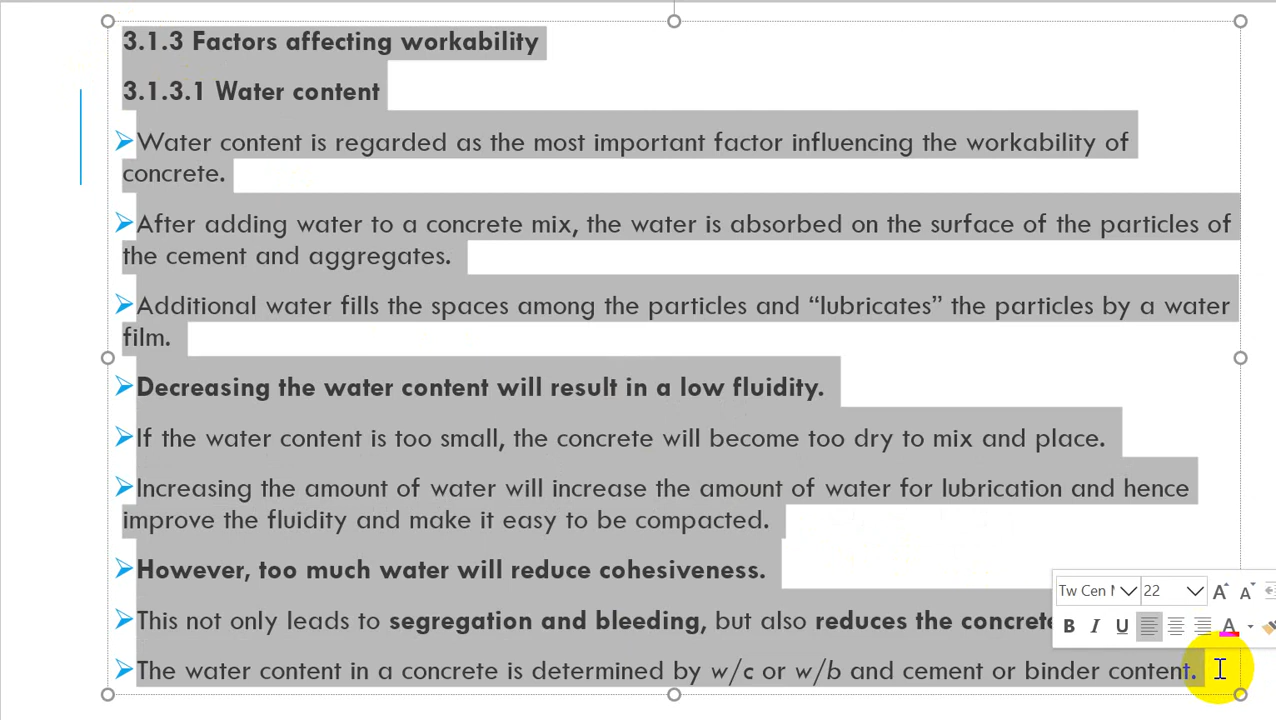 3.1.3 Factors affecting workability
3.1.3.1 Water content
➢Water content is regarded as the most important factor influencing the workability of
concrete.
➢After adding water to a concrete mix, the water is absorbed on the surface of the particles of
the cement and aggregates.
➢Additional water fills the spaces among the particles and “lubricates” the particles by a water
film.
➢Decreasing the water content will result in a low fluidity.
➢If the water content is too small, the concrete will become too dry to mix and place.
➢Increasing the amount of water will increase the amount of water for lubrication and hence
improve the fluidity and make it easy to be compacted.
➢However, too much water will reduce cohesiveness.
Tw Cen 22 A A
➢This not only leads to segregation and bleeding, but also reduces the concrete
B I U A
➢The water content in a concrete is determined by w/c or w/b and cement or binder content.